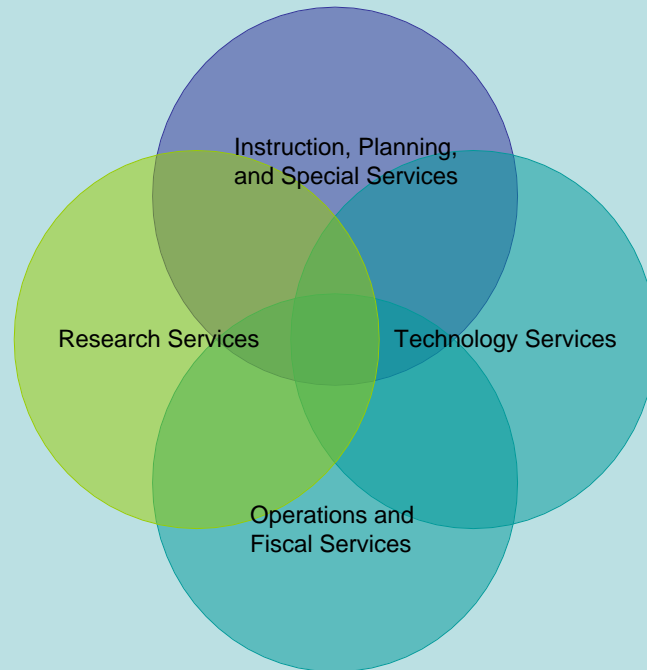 Instruction, Planning,
and Special Services
Research Services
Technology Services
Operations and
Fiscal Services